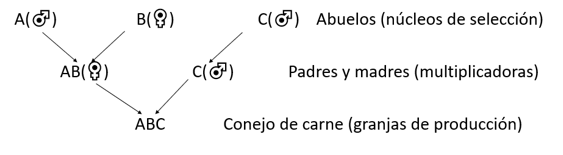 A(♂) B(♀) C(♂) Abuelos (núcleos de selección)
AB(♀) C(♂) Padres y madres (multiplicadoras)
ABC Conejo de carne (granjas de producción)